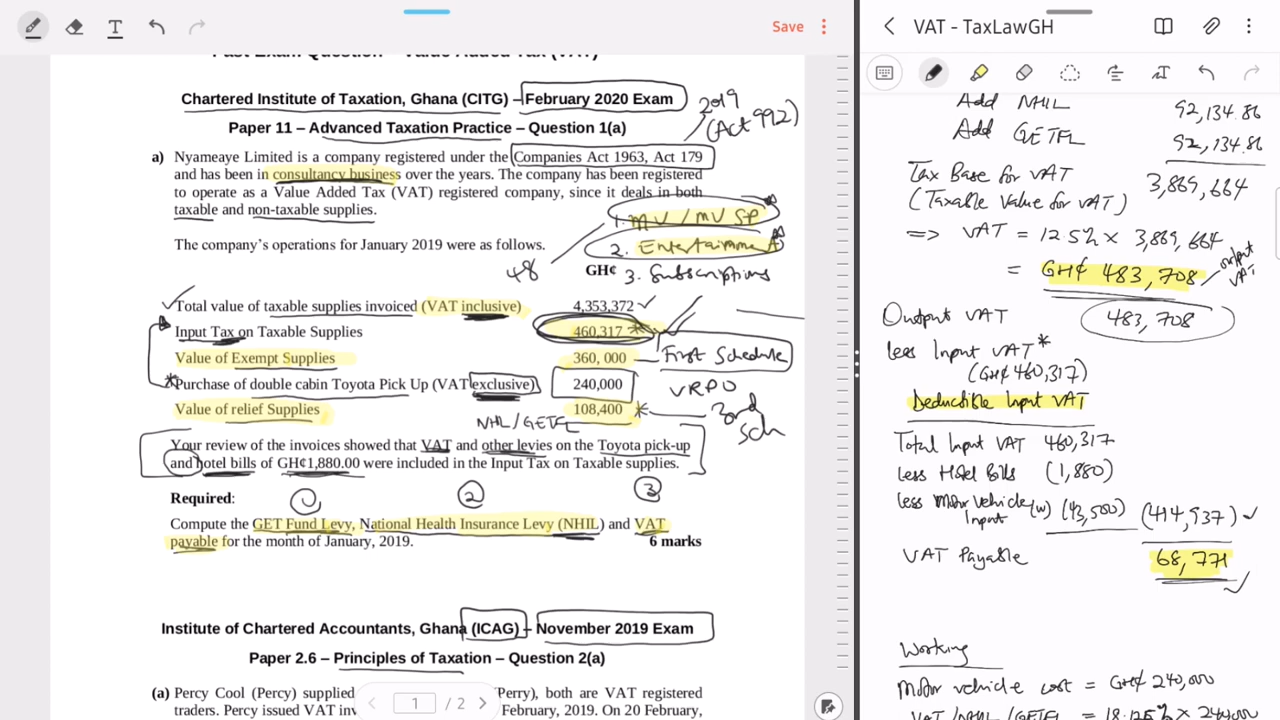 Save
VAT - TaxLawGH
Chartered Institute of Taxation, Ghana (CITG) – February 2020 Exam
2019
(Act 992)
Paper 11 – Advanced Taxation Practice – Question 1(a)
a) Nyameaye Limited is a company registered under the Companies Act 1963, Act 179
and has been in consultancy business over the years. The company has been registered
to operate as a Value Added Tax (VAT) registered company, since it deals in both
taxable and non-taxable supplies.
1. MV/MV SP
The company's operations for January 2019 were as follows.
2. Entertainment
48
GH¢
3. Subscriptions
Total value of taxable supplies invoiced (VAT inclusive) 4,353,372
Input Tax on Taxable Supplies 460,317
Value of Exempt Supplies 360, 000
First Schedule
Purchase of double cabin Toyota Pick Up (VAT exclusive) 240,000
VRPO
Value of relief Supplies 108,400
3rd
Sch
NHL/GETF
Your review of the invoices showed that VAT and other levies on the Toyota pick-up
and hotel bills of GH¢1,880.00 were included in the Input Tax on Taxable supplies.
Required:
1 2 3
Compute the GET Fund Levy, National Health Insurance Levy (NHIL) and VAT
payable for the month of January, 2019. 6 marks
Institute of Chartered Accountants, Ghana (ICAG) – November 2019 Exam
Paper 2.6 – Principles of Taxation – Question 2(a)
(a) Percy Cool (Percy) supplied
Perry), both are VAT registered
traders. Percy issued VAT inv
February, 2019. On 20 February,
1 / 2
Add NHIL 92,134.86
Add GETFL 92,134.86
Tax Base for VAT 3,869,664
(Taxable Value for VAT)
=> VAT = 12.5% × 3,869,664
= GH¢ 483,708
output
VAT
Output VAT 483,708
less Input VAT*
(GH¢ 460,317)
Deductible Input VAT
Total Input VAT 460,317
less Hotel Bills (1,880)
less Motor Vehicle (w) (43,500) (414,937)
Input
VAT Payable 68,771
Working
Motor vehicle cost = GH¢ 240,000
VAT/NHIL/GETFL = 18.125% × 240,000